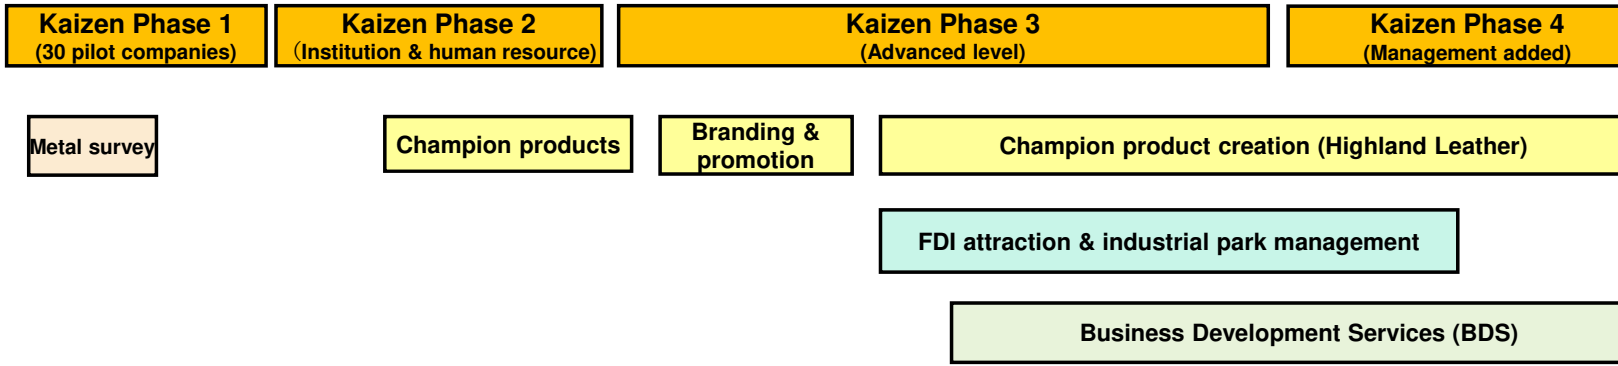 Kaizen Phase 1
(30 pilot companies)
Kaizen Phase 2
（Institution & human resource)
Kaizen Phase 3
(Advanced level)
Kaizen Phase 4
(Management added)
Metal survey
Champion products
Branding &
promotion
Champion product creation (Highland Leather)
FDI attraction & industrial park management
Business Development Services (BDS)